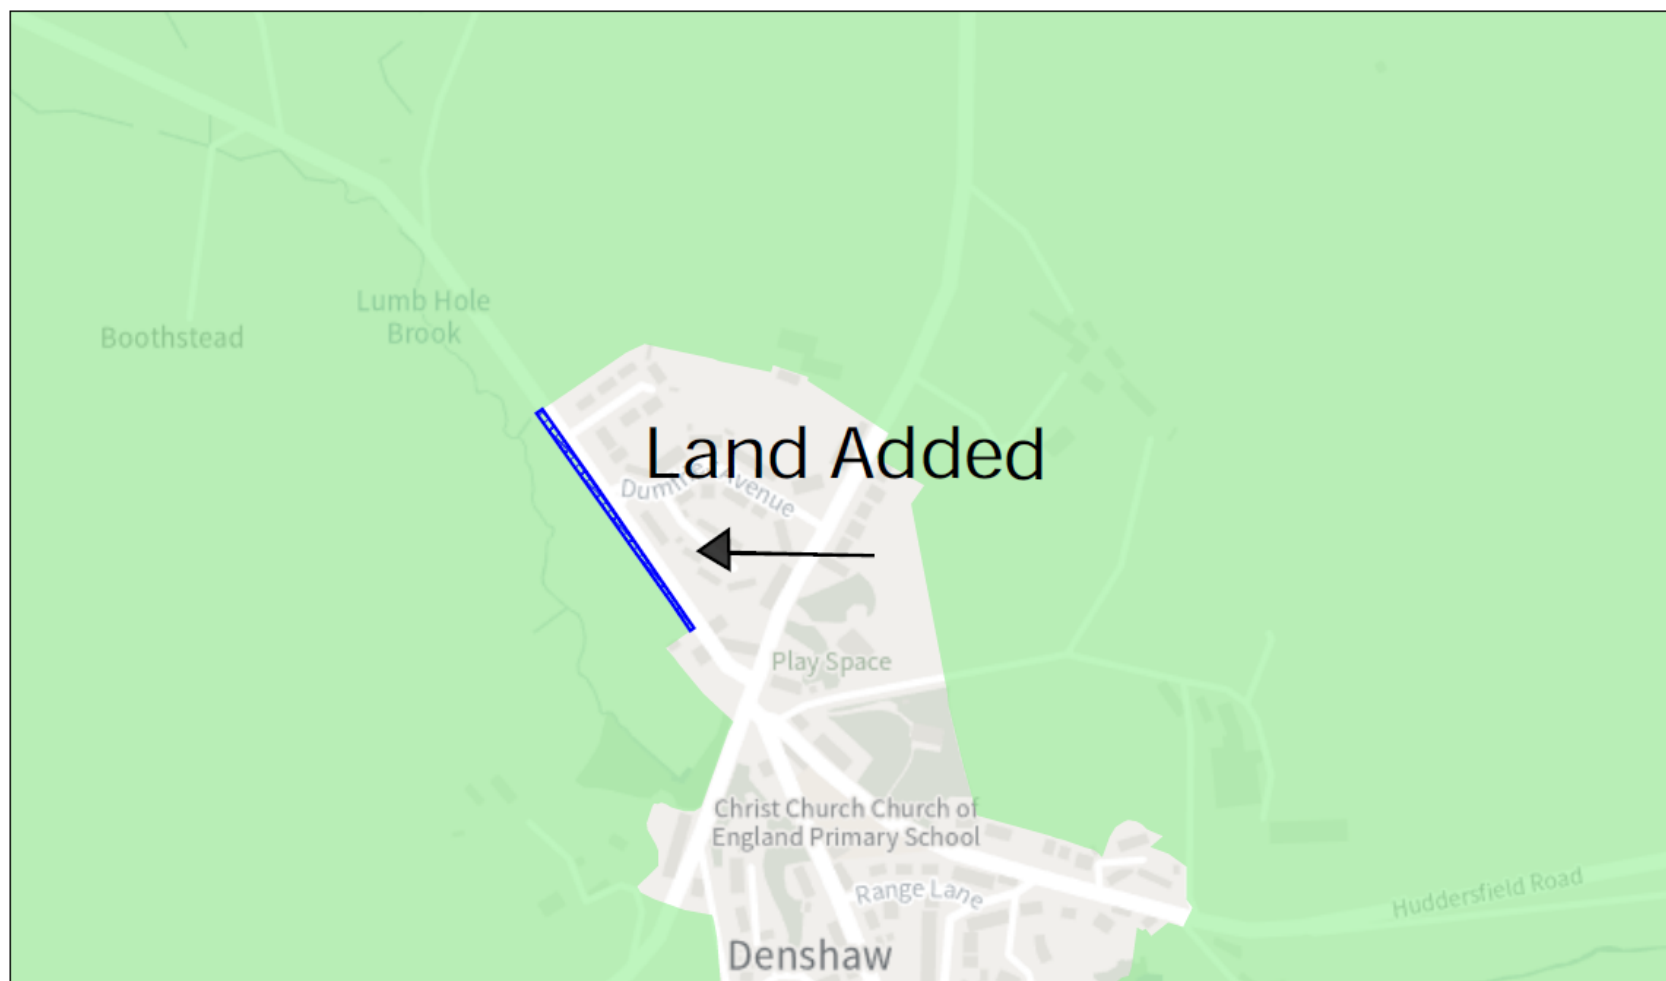 Lumb Hole
Brook
Boothstead
Land Added
Avenue
Play Space
Christ Church Church of
England Primary School
Range Lane
Huddersfield Road
Denshaw